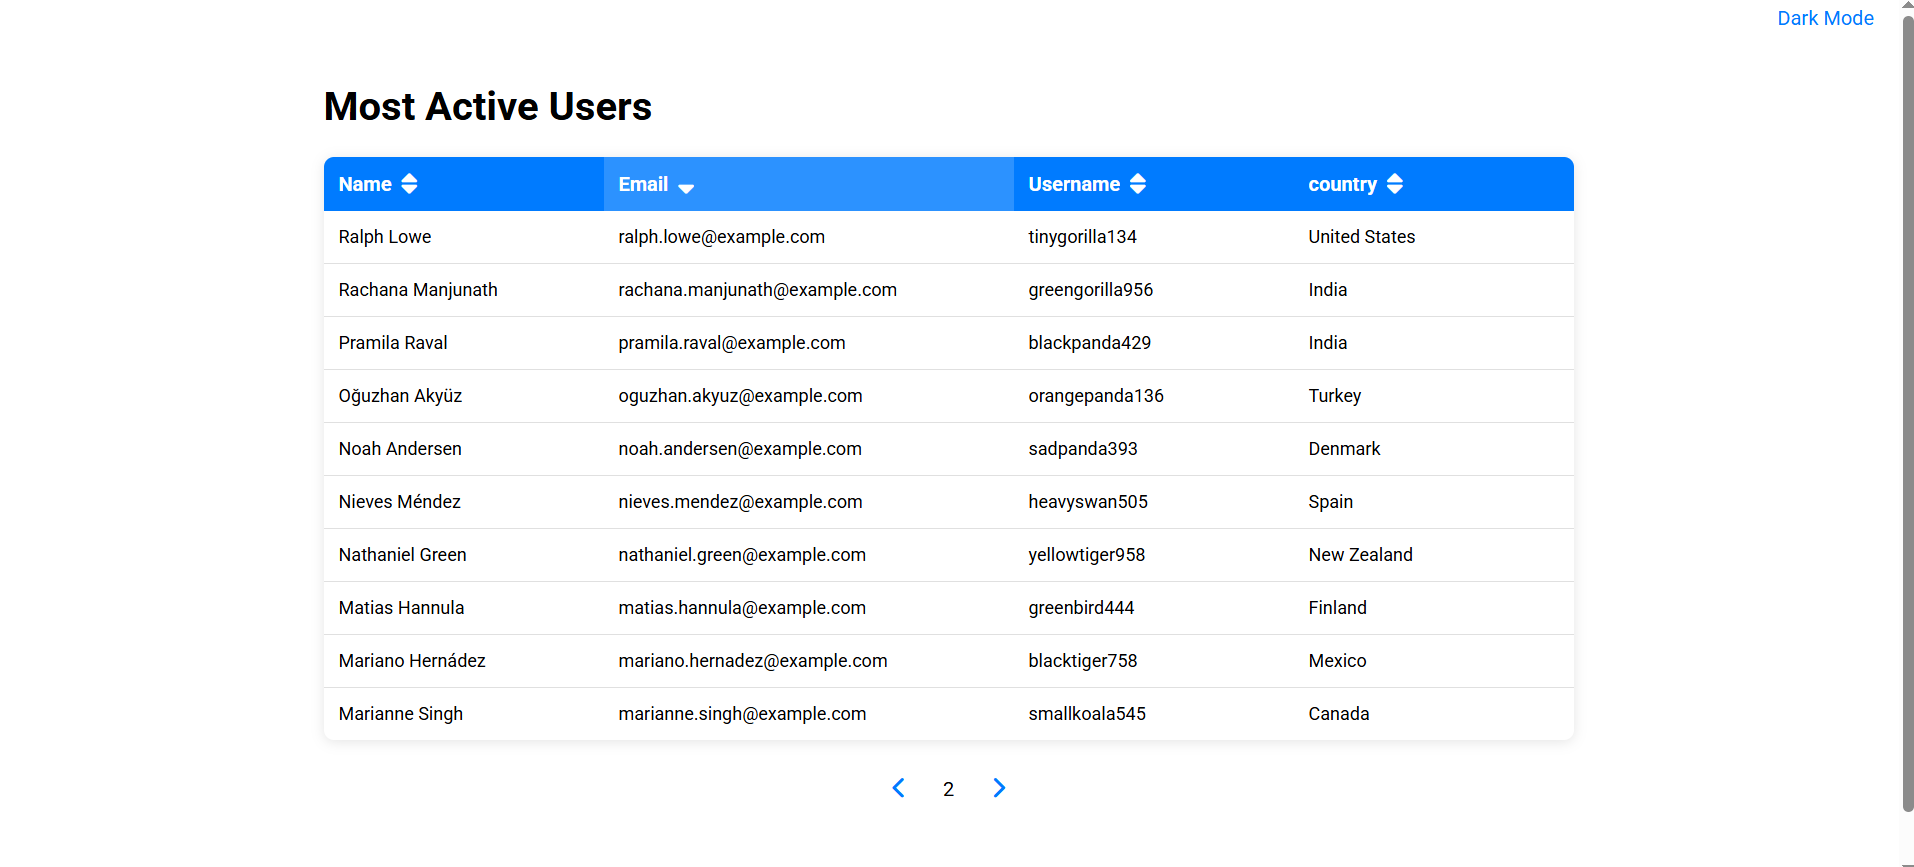 Dark Mode
Most Active Users
Name Email Username country
Ralph Lowe ralph.lowe@example.com tinygorilla134 United States
Rachana Manjunath rachana.manjunath@example.com greengorilla956 India
Pramila Raval pramila.raval@example.com blackpanda429 India
Oğuzhan Akyüz oguzhan.akyuz@example.com orangepanda136 Turkey
Noah Andersen noah.andersen@example.com sadpanda393 Denmark
Nieves Méndez nieves.mendez@example.com heavyswan505 Spain
Nathaniel Green nathaniel.green@example.com yellowtiger958 New Zealand
Matias Hannula matias.hannula@example.com greenbird444 Finland
Mariano Hernádez mariano.hernadez@example.com blacktiger758 Mexico
Marianne Singh marianne.singh@example.com smallkoala545 Canada
2